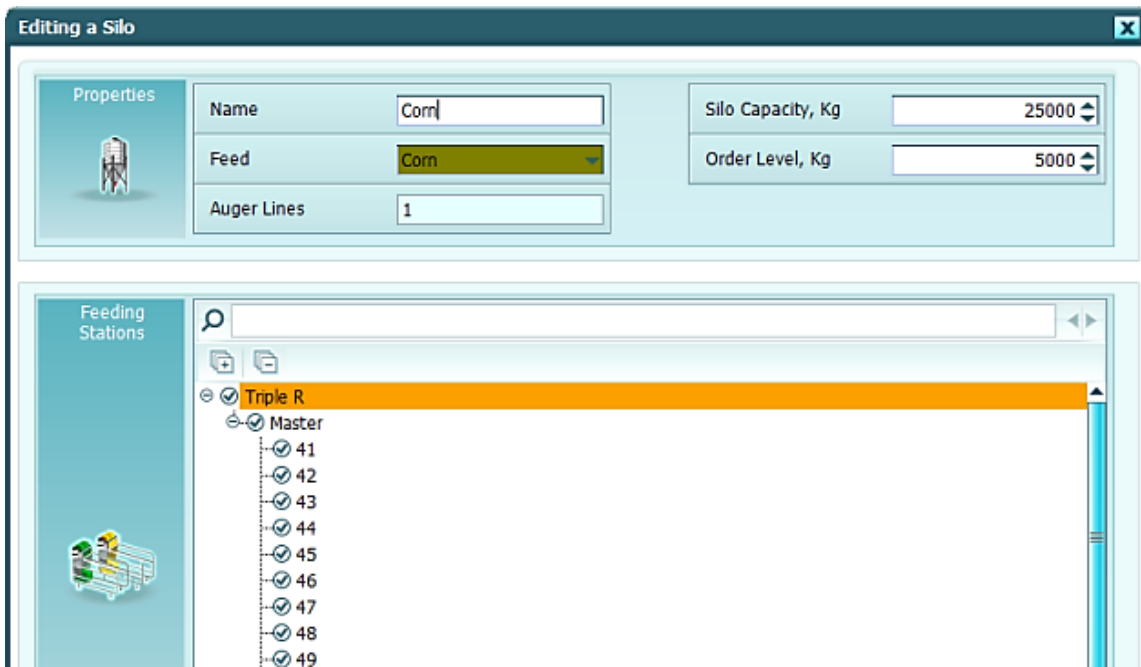 Editing a Silo
Properties
Name
Corn
Silo Capacity, Kg
25000
Feed
Corn
Order Level, Kg
5000
Auger Lines
1
Feeding
Stations
Triple R
Master
41
42
43
44
45
46
47
48
49